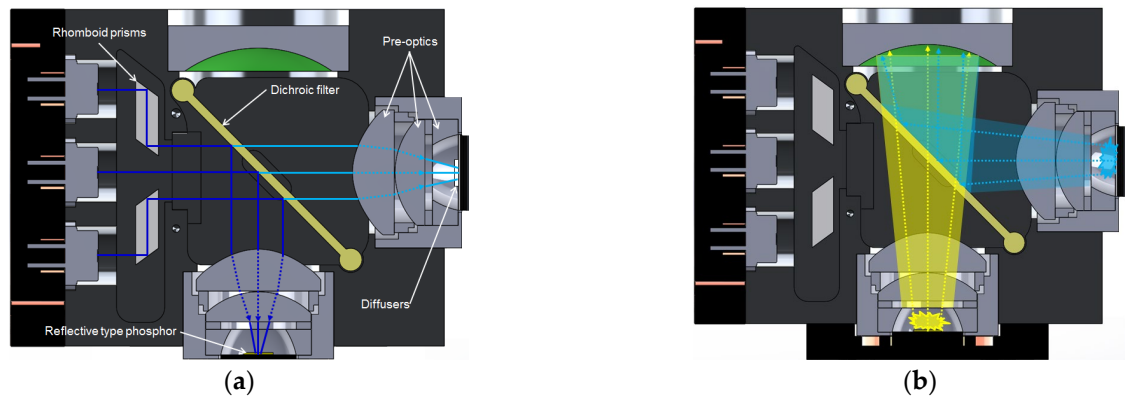 Rhomboid prisms
Pre-optics
Dichroic filter
Diffusers
Reflective type phosphor
(a)
(b)